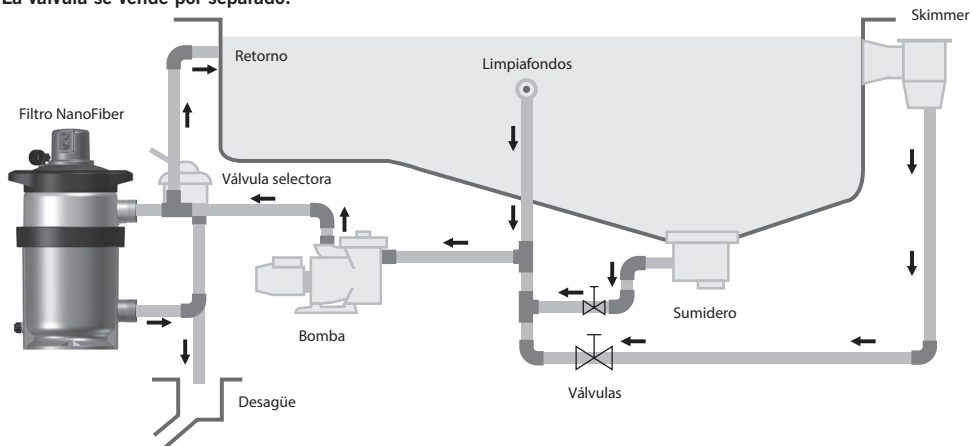 La válvula se vende por separado.
Skimmer
Retorno
Limpiafondos
Filtro NanoFiber
Válvula selectora
Sumidero
Bomba
Válvulas
Desagüe